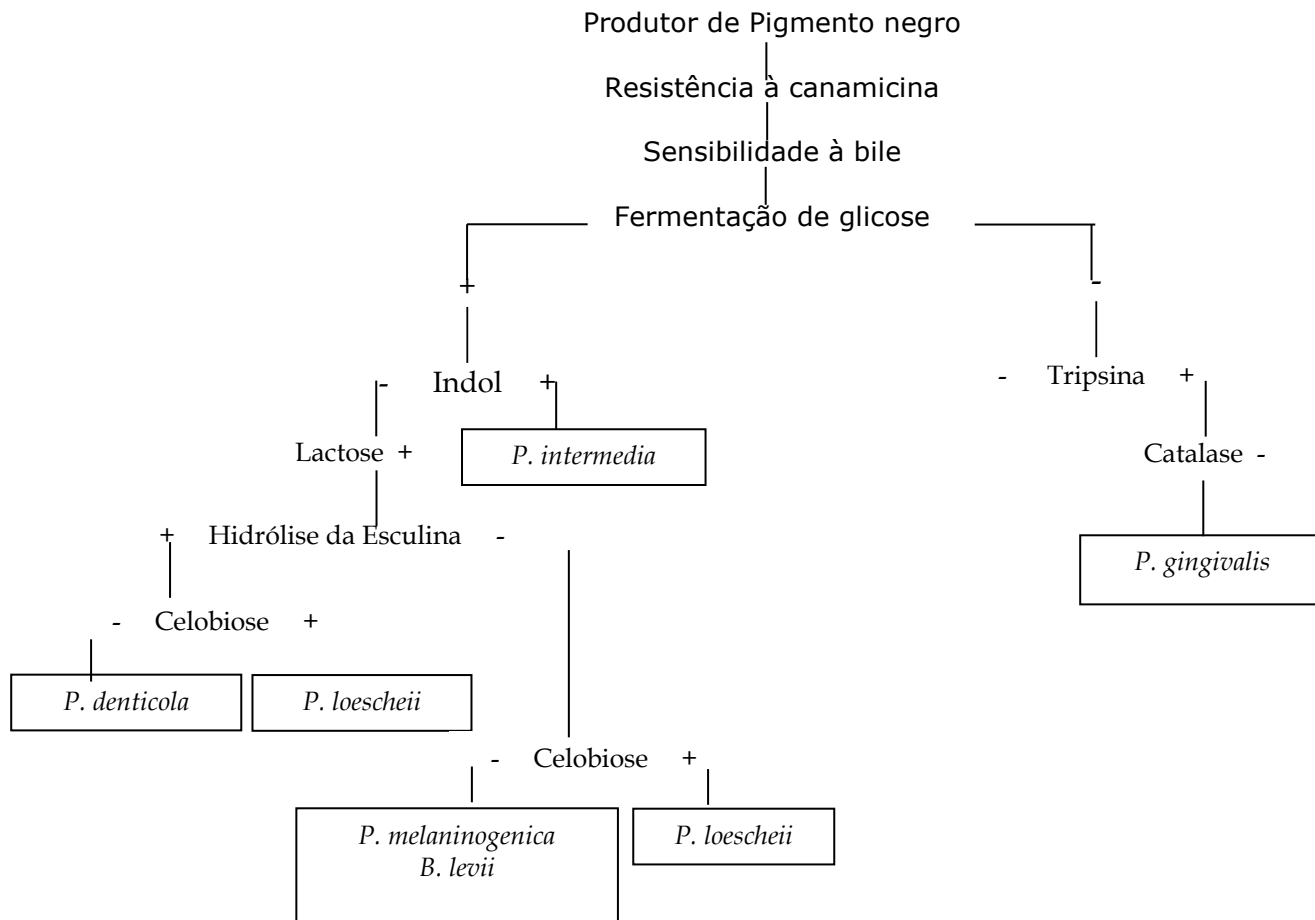 Produtor de Pigmento negro
Resistência à canamicina
Sensibilidade à bile
Fermentação de glicose
+ -
- Indol +
- Tripsina +
Lactose +
P. intermedia
Catalase -
+ Hidrólise da Esculina -
P. gingivalis
- Celobiose +
P. denticola
P. loescheii
- Celobiose +
P. melaninogenica
B. levii
P. loescheii